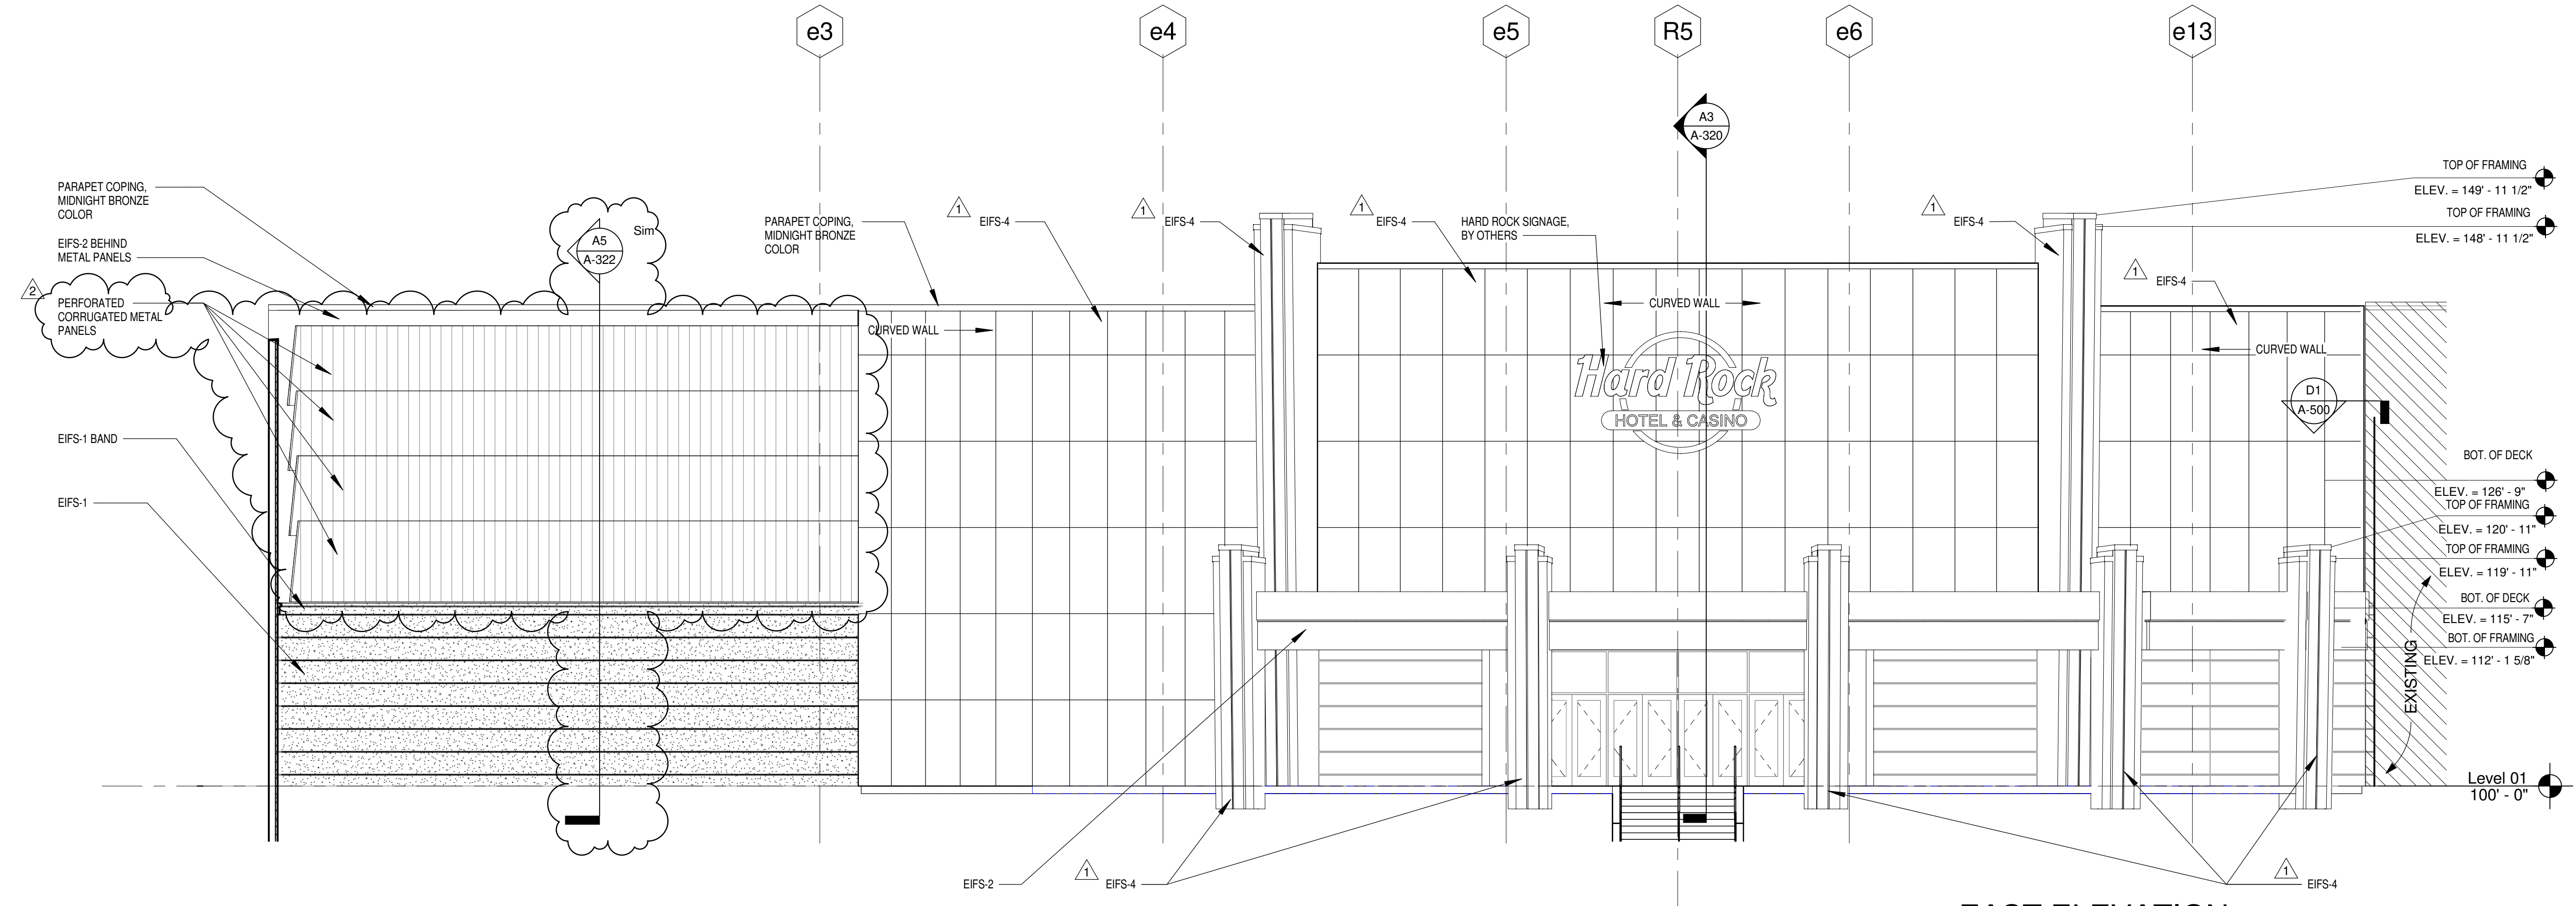 e3
e4
e5
R5
e6
e13
A3
A-320
TOP OF FRAMING
ELEV. = 149' - 11 1/2"
TOP OF FRAMING
ELEV. = 148' - 11 1/2"
PARAPET COPING,
MIDNIGHT BRONZE
COLOR
EIFS-2 BEHIND
METAL PANELS
2
PERFORATED
CORRUGATED METAL
PANELS
EIFS-1 BAND
EIFS-1
A5
A-322
Sim
PARAPET COPING,
MIDNIGHT BRONZE
COLOR
1
EIFS-4
1
EIFS-4
1
EIFS-4
HARD ROCK SIGNAGE,
BY OTHERS
1
EIFS-4
1
EIFS-4
CURVED WALL
CURVED WALL
CURVED WALL
Hard Rock
HOTEL & CASINO
D1
A-500
BOT. OF DECK
ELEV. = 126' - 9"
TOP OF FRAMING
ELEV. = 120' - 11"
TOP OF FRAMING
ELEV. = 119' - 11"
BOT. OF DECK
ELEV. = 115' - 7"
BOT. OF FRAMING
ELEV. = 112' - 1 5/8"
EXISTING
Level 01
100' - 0"
EIFS-2
1
EIFS-4
1
EIFS-4
EAST ELEVATION